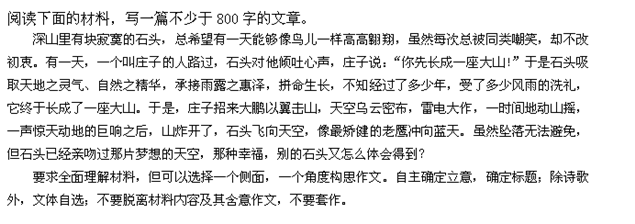 阅读下面的材料，写一篇不少于 800 字的文章。
深山里有块寂寞的石头，总希望有一天能够像鸟儿一样高高翱翔，虽然每次总被同类嘲笑，却不改
初衷。有一天，一个叫庄子的人路过，石头对他倾吐心声，庄子说：“你先长成一座大山！”于是石头吸
取天地之灵气、自然之精华，承接雨露之惠泽，拼命生长，不知经过了多少年，受了多少风雨的洗礼，
它终于长成了一座大山。于是，庄子招来大鹏以翼击山，天空乌云密布，雷电大作，一时间地动山摇，
一声惊天动地的巨响之后，山炸开了，石头飞向天空，像最矫健的老鹰冲向蓝天。虽然坠落无法避免，
但石头已经亲吻过那片梦想的天空，那种幸福，别的石头又怎么体会得到？
要求全面理解材料，但可以选择一个侧面，一个角度构思作文。自主确定立意，确定标题；除诗歌
外，文体自选；不要脱离材料内容及其含意作文，不要套作。